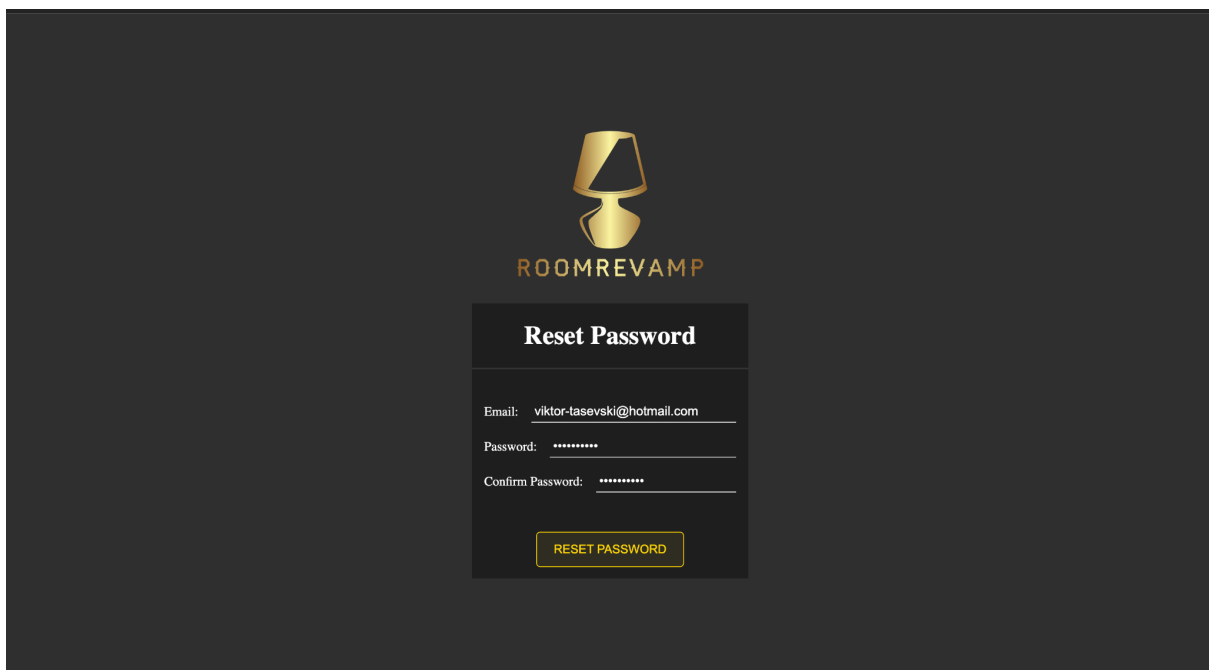 ROOMREVAMP
Reset Password
Email: viktor-tasevski@hotmail.com
Password: ••••••••••
Confirm Password: ••••••••••
RESET PASSWORD